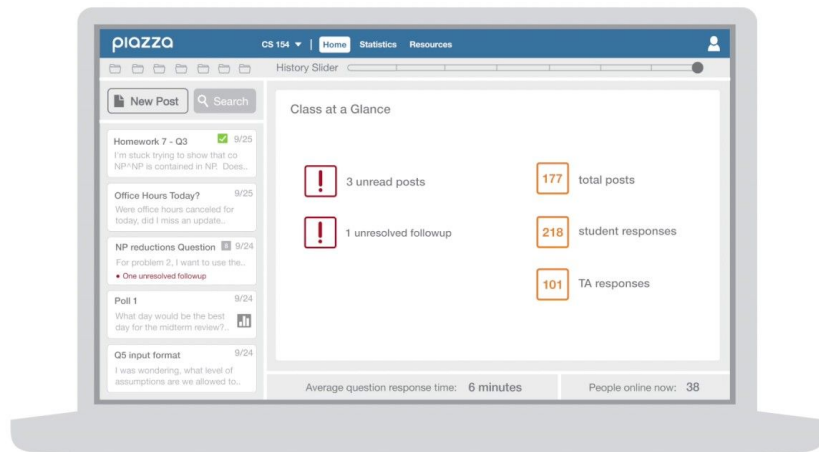 piazza
CS 154 ▼ | Home Statistics Resources
History Slider
New Post
Search
Homework 7 - Q3 9/25
I'm stuck trying to show that co
NP^NP is contained in NP. Does..
Office Hours Today? 9/25
Were office hours canceled for
today, did I miss an update..
NP reductions Question 9/24
For problem 2, I want to use the..
• One unresolved followup
Poll 1 9/24
What day would be the best
day for the midterm review?..
Q5 input format 9/24
I was wondering, what level of
assumptions are we allowed to..
Class at a Glance
! 3 unread posts
! 1 unresolved followup
177 total posts
218 student responses
101 TA responses
Average question response time: 6 minutes
People online now: 38